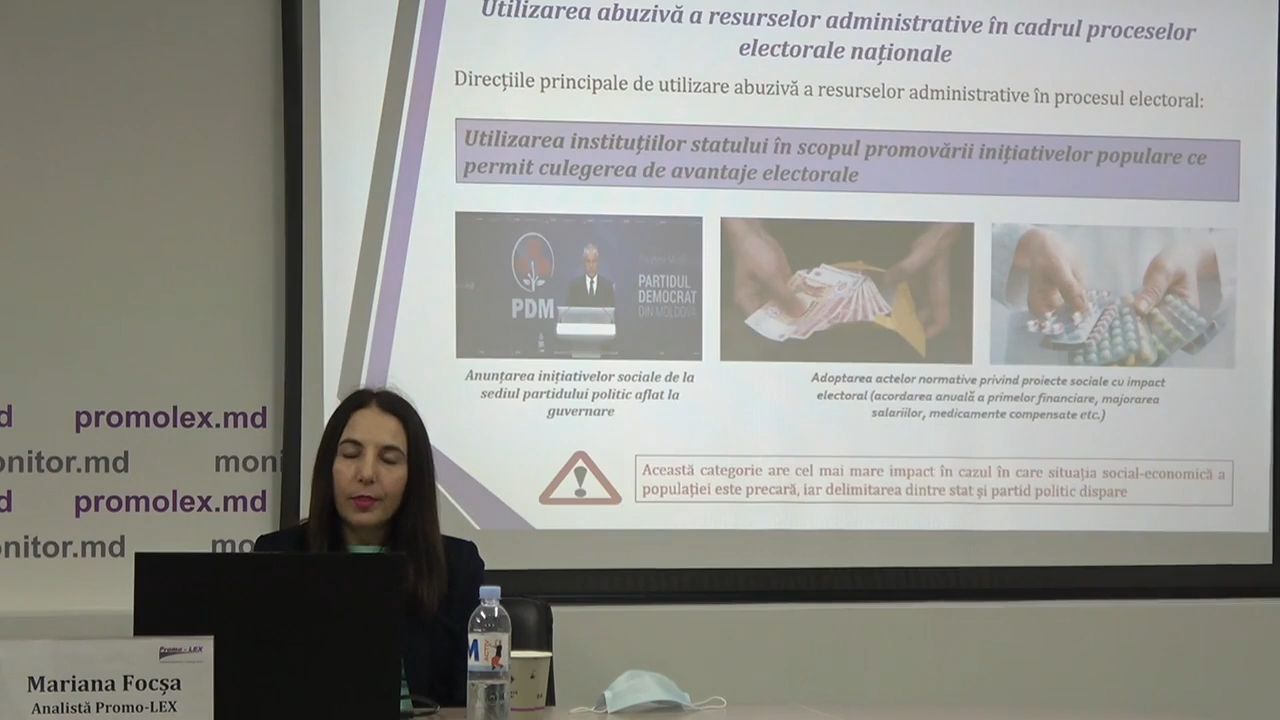 Utilizarea abuzivă a resurselor administrative în cadrul proceselor
electorale naționale
Direcțiile principale de utilizare abuzivă a resurselor administrative în procesul electoral:
Utilizarea instituțiilor statului în scopul promovării inițiativelor populare ce
permit culegerea de avantaje electorale
PDM
PARTIDUL
DEMOCRAT
DIN MOLDOVA
Anunțarea inițiativelor sociale de la
sediul partidului politic aflat la
guvernare
Adoptarea actelor normative privind proiecte sociale cu impact
electoral (acordarea anuală a primelor financiare, majorarea
salariilor, medicamente compensate etc.)
Această categorie are cel mai mare impact în cazul în care situația social-economică a
populației este precară, iar delimitarea dintre stat și partid politic dispare
d promolex.md
onitor.md moni
d promolex.md
onitor.md mo
Promo-LEX
Mariana Focșa
Analistă Promo-LEX